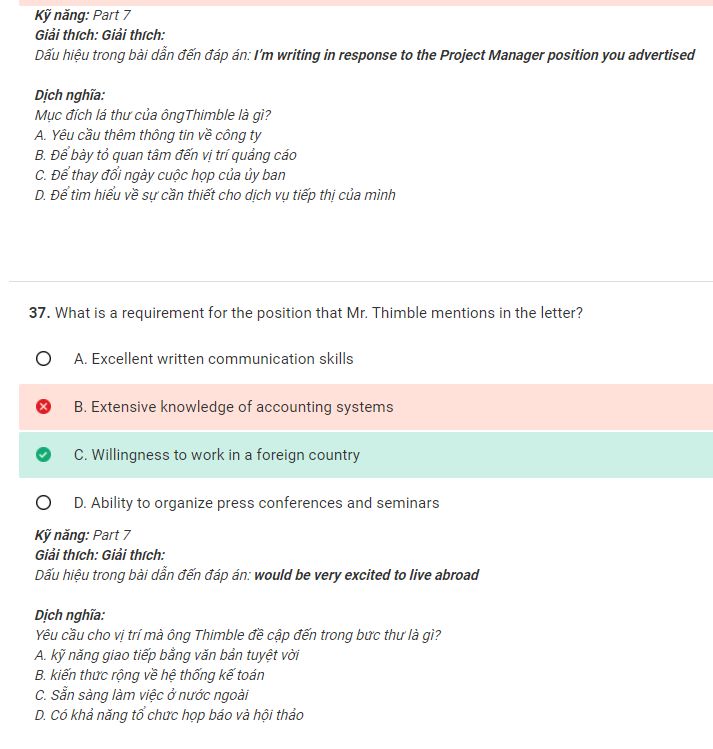 Kỹ năng: Part 7
Giải thích: Giải thích:
Dấu hiệu trong bài dẫn đến đáp án: I'm writing in response to the Project Manager position you advertised
Dịch nghĩa:
Mục đích lá thư của ôngThimble là gì?
A. Yêu cầu thêm thông tin về công ty
B. Để bày tỏ quan tâm đến vị trí quảng cáo
C. Để thay đổi ngày cuộc họp của ủy ban
D. Để tìm hiểu về sự cần thiết cho dịch vụ tiếp thị của mình
37. What is a requirement for the position that Mr. Thimble mentions in the letter?
A. Excellent written communication skills
B. Extensive knowledge of accounting systems
C. Willingness to work in a foreign country
D. Ability to organize press conferences and seminars
Kỹ năng: Part 7
Giải thích: Giải thích:
Dấu hiệu trong bài dẫn đến đáp án: would be very excited to live abroad
Dịch nghĩa:
Yêu cầu cho vị trí mà ông Thimble đề cập đến trong bức thư là gì?
A. kỹ năng giao tiếp bằng văn bản tuyệt vời
B. kiến thức rộng về hệ thống kế toán
C. Sẵn sàng làm việc ở nước ngoài
D. Có khả năng tổ chức họp báo và hội thảo